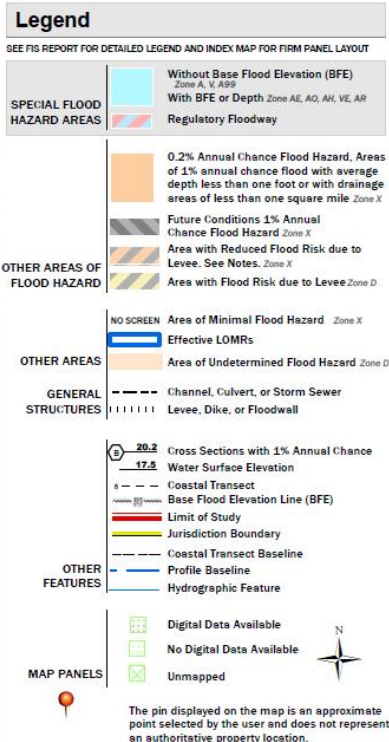 Legend
SEE FIS REPORT FOR DETAILED LEGEND AND INDEX MAP FOR FIRM PANEL LAYOUT
SPECIAL FLOOD
HAZARD AREAS
Without Base Flood Elevation (BFE)
Zone A, V, A99
With BFE or Depth Zone AE, AO, AH, VE, AR
Regulatory Floodway
OTHER AREAS OF
FLOOD HAZARD
0.2% Annual Chance Flood Hazard, Areas
of 1% annual chance flood with average
depth less than one foot or with drainage
areas of less than one square mile Zone X
Future Conditions 1% Annual
Chance Flood Hazard Zone X
Area with Reduced Flood Risk due to
Levee. See Notes. Zone X
Area with Flood Risk due to Levee Zone D
OTHER AREAS
NO SCREEN Area of Minimal Flood Hazard Zone X
Effective LOMRs
Area of Undetermined Flood Hazard Zone D
GENERAL
STRUCTURES
Channel, Culvert, or Storm Sewer
Levee, Dike, or Floodwall
OTHER
FEATURES
B 20.2 Cross Sections with 1% Annual Chance
17.5 Water Surface Elevation
8 Coastal Transect
Base Flood Elevation Line (BFE)
Limit of Study
Jurisdiction Boundary
Coastal Transect Baseline
Profile Baseline
Hydrographic Feature
MAP PANELS
Digital Data Available
No Digital Data Available
Unmapped
N
The pin displayed on the map is an approximate
point selected by the user and does not represent
an authoritative property location.